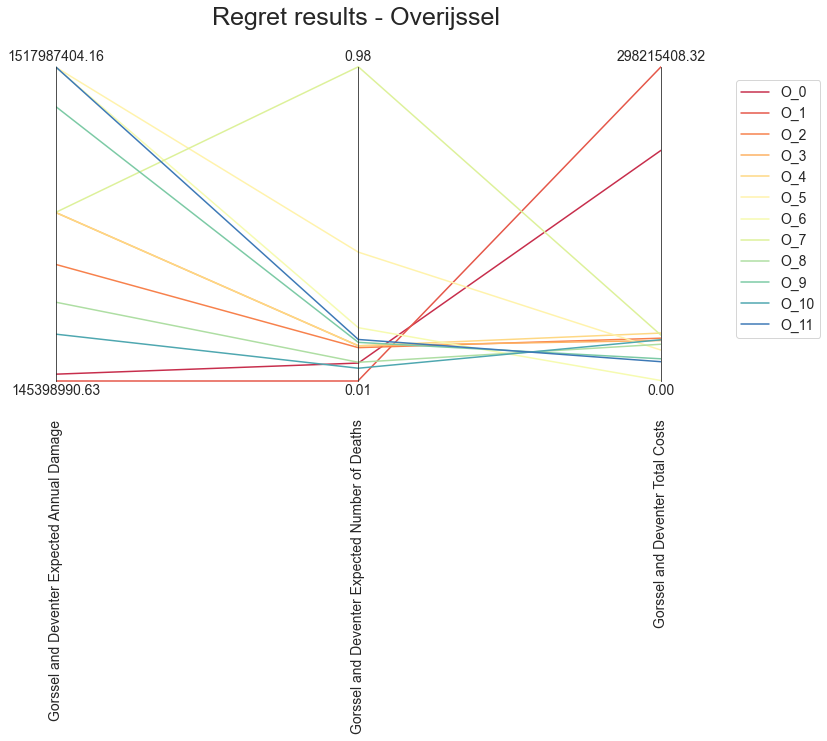 Regret results - Overijssel
1517987404.16
0.98
298215408.32
145398990.63
0.01
0.00
Gorssel and Deventer Expected Annual Damage
Gorssel and Deventer Expected Number of Deaths
Gorssel and Deventer Total Costs
O_0
O_1
O_2
O_3
O_4
O_5
O_6
O_7
O_8
O_9
O_10
O_11